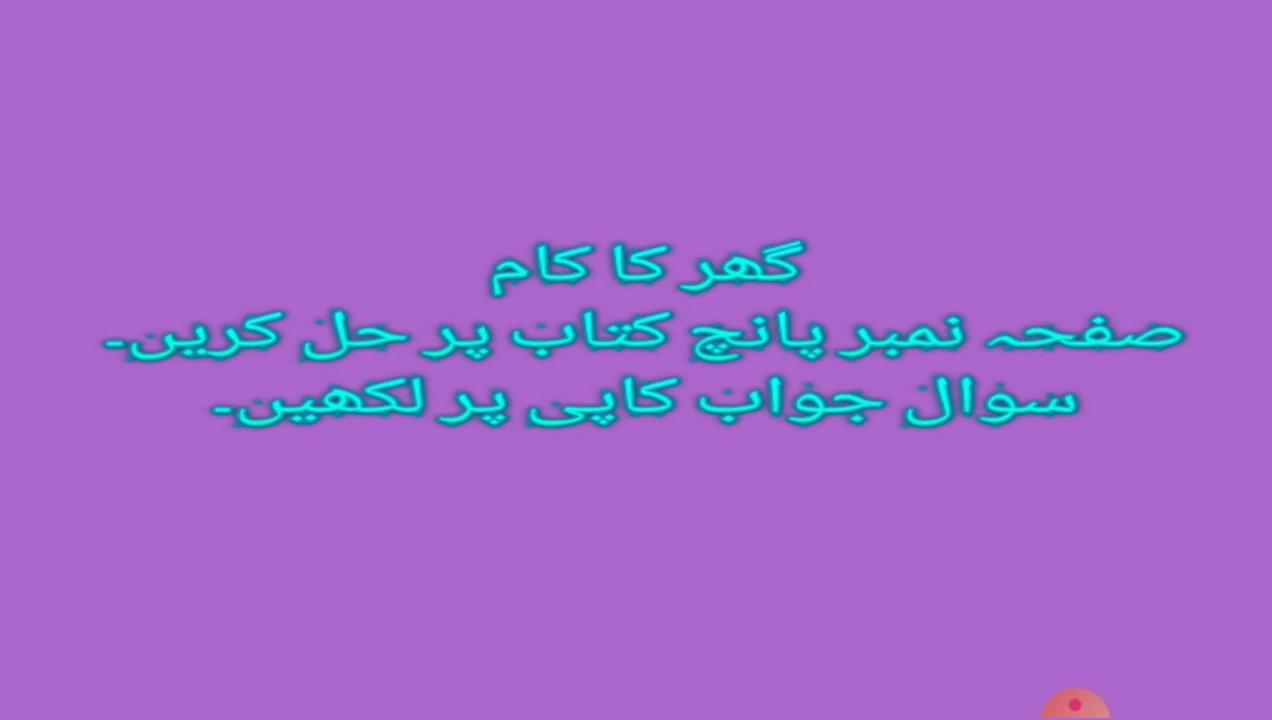 گھر کا کام
صفحہ نمبر پانچ کتاب پر حل کریں۔
سوال جواب کاپی پر لکھیں۔